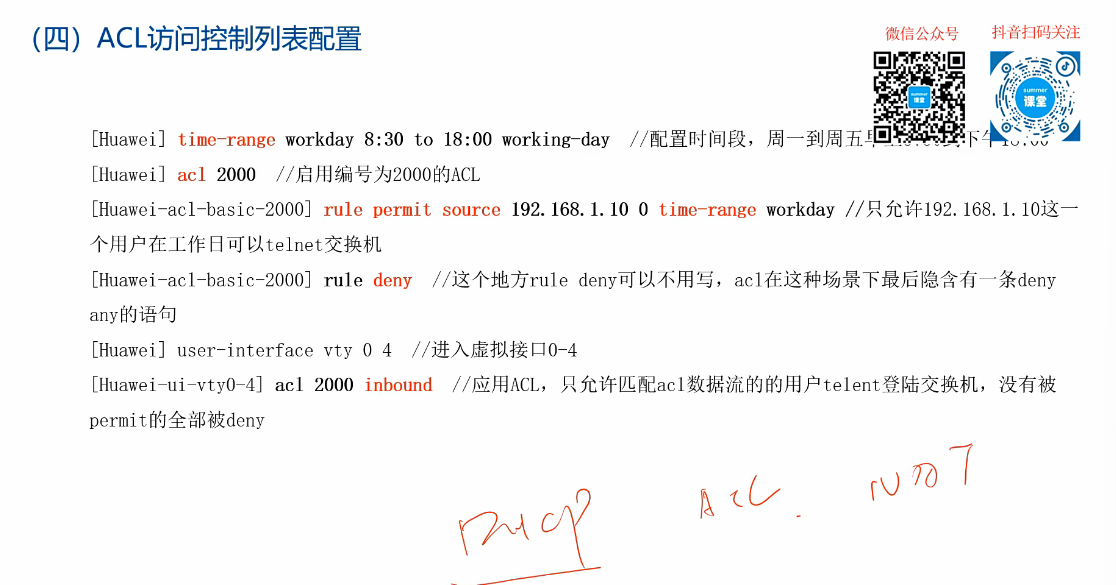 （四）ACL访问控制列表配置
微信公众号
抖音扫码关注
summer
课堂
summer
课堂
[Huawei] time-range workday 8:30 to 18:00 working-day //配置时间段，周一到周五早
[Huawei] acl 2000 //启用编号为2000的ACL
[Huawei-acl-basic-2000] rule permit source 192.168.1.10 0 time-range workday //只允许192.168.1.10这一
个用户在工作日可以telnet交换机
[Huawei-acl-basic-2000] rule deny //这个地方rule deny可以不用写，acl在这种场景下最后隐含有一条deny
any的语句
[Huawei] user-interface vty 0 4 //进入虚拟接口0-4
[Huawei-ui-vty0-4] acl 2000 inbound //应用ACL，只允许匹配acl数据流的的用户telent登陆交换机，没有被
permit的全部被deny
ACL
DHCP